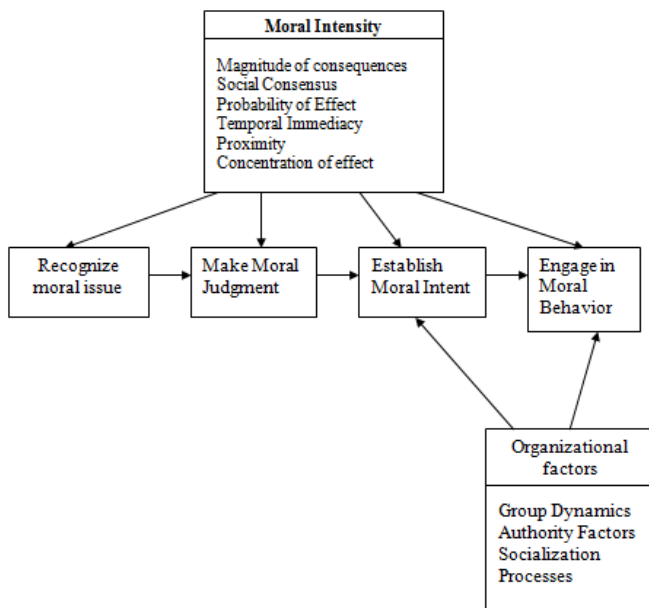 Moral Intensity
Magnitude of consequences
Social Consensus
Probability of Effect
Temporal Immediacy
Proximity
Concentration of effect
Recognize
moral issue
Make Moral
Judgment
Establish
Moral Intent
Engage in
Moral
Behavior
Organizational
factors
Group Dynamics
Authority Factors
Socialization
Processes